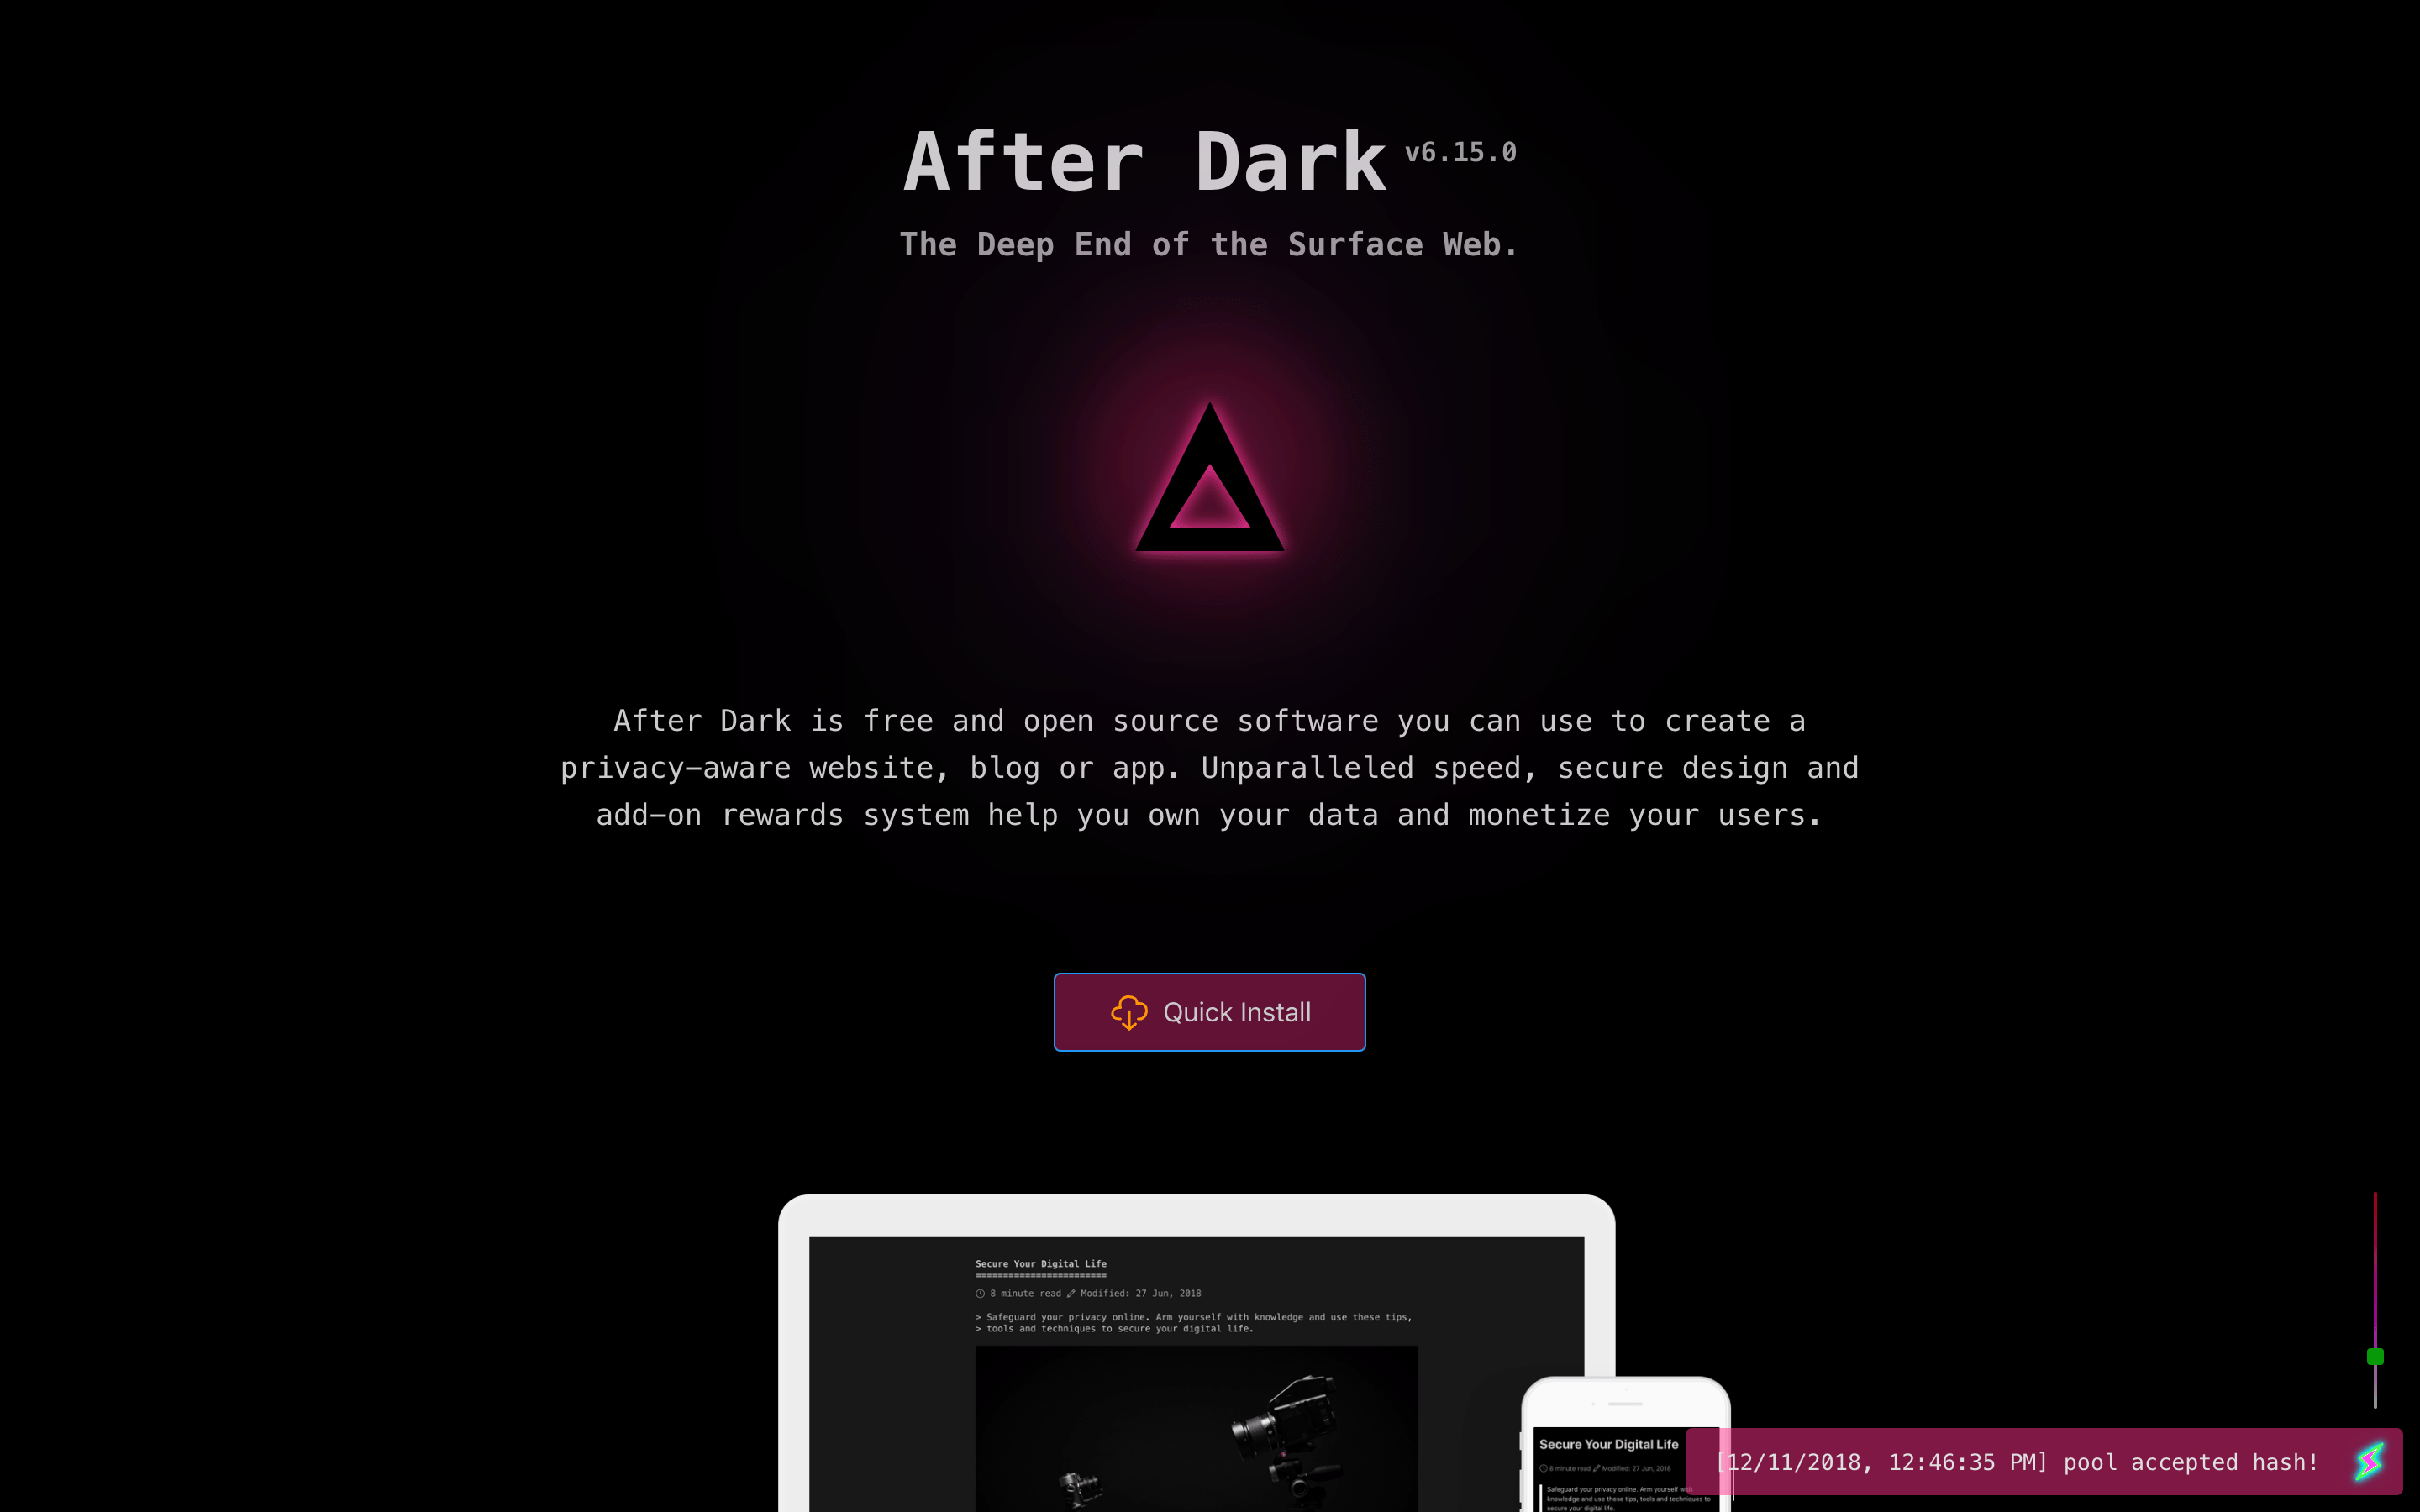 After Dark v6.15.0
The Deep End of the Surface Web.
After Dark is free and open source software you can use to create a
privacy-aware website, blog or app. Unparalleled speed, secure design and
add-on rewards system help you own your data and monetize your users.
Quick Install
Secure Your Digital Life
========================
8 minute read Modified: 27 Jun, 2018
> Safeguard your privacy online. Arm yourself with knowledge and use these tips,
> tools and techniques to secure your digital life.
Secure Your Digital Life
8 minute read Modified: 27 Jun, 2018
Safeguard your privacy online. Arm yourself with
knowledge and use these tips, tools and techniques to
secure your digital life.
[12/11/2018, 12:46:35 PM] pool accepted hash!